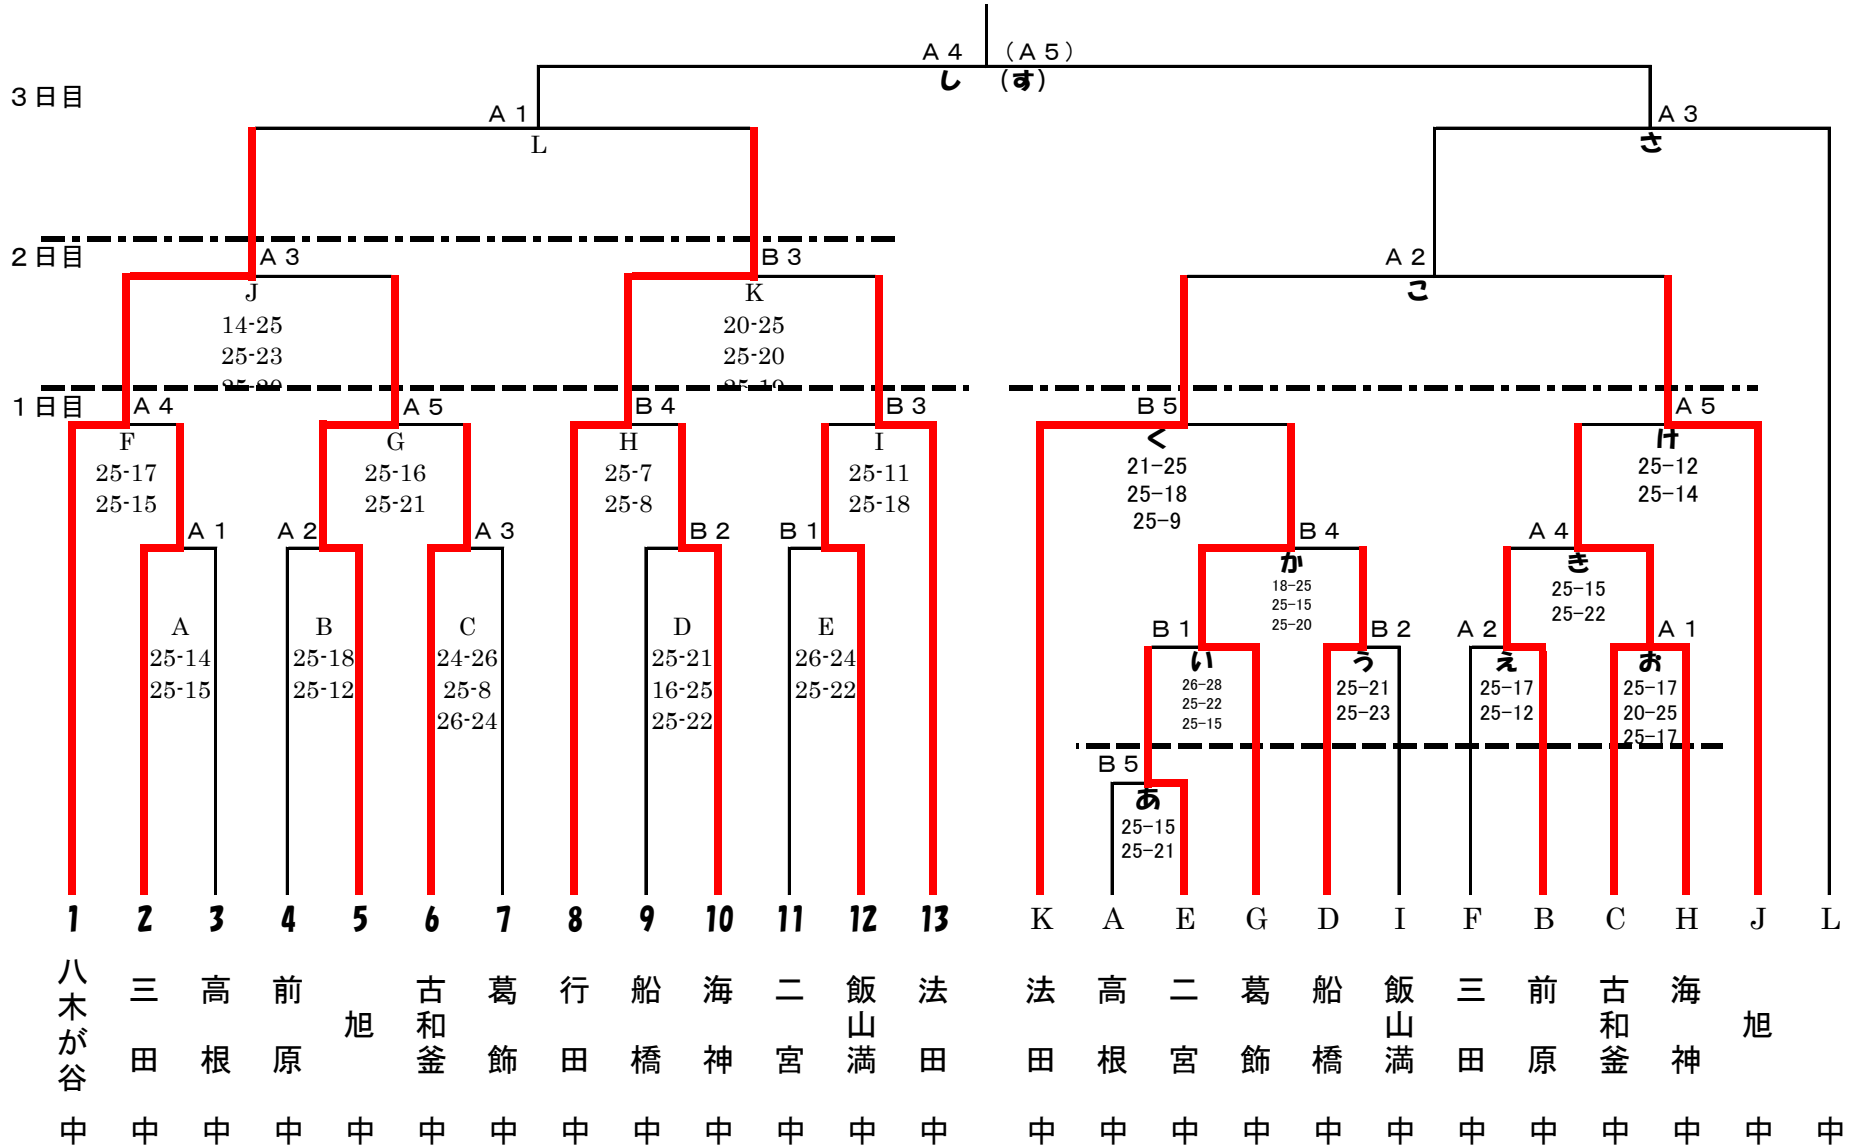 A4 (A5)
し (す)
3日目
A1 A3
L さ
2日目 A3 B3 A2
J K こ
14-25 20-25
25-23 25-20
25-20 25-19
1日目 A4 A5 B4 B3 B5 A5
F G H I く け
25-17 25-16 25-7 25-11 21-25 25-12
25-15 25-21 25-8 25-18 25-18 25-14
25-9
A1 A2 A3 B2 B1 B4 A4
か き
18-25 25-15
25-15 25-22
25-20
A B C D E B1 B2 A2 A1
25-14 25-18 24-26 25-21 26-24 い う え お
25-15 25-12 25-8 16-25 25-22 26-28 25-21 25-17 25-17
26-24 25-22 25-22 25-23 25-12 20-25
25-15 25-17
B5
あ
25-15
25-21
1 2 3 4 5 6 7 8 9 10 11 12 13 K A E G D I F B C H J L
八木が谷中
三田中
高根中
前原中
旭中
古和釜中
葛飾中
行田中
船橋中
海神中
二宮中
飯山満中
法田中
法田中
高根中
二宮中
葛飾中
船橋中
飯山満中
三田中
前原中
古和釜中
海神中
旭中
中